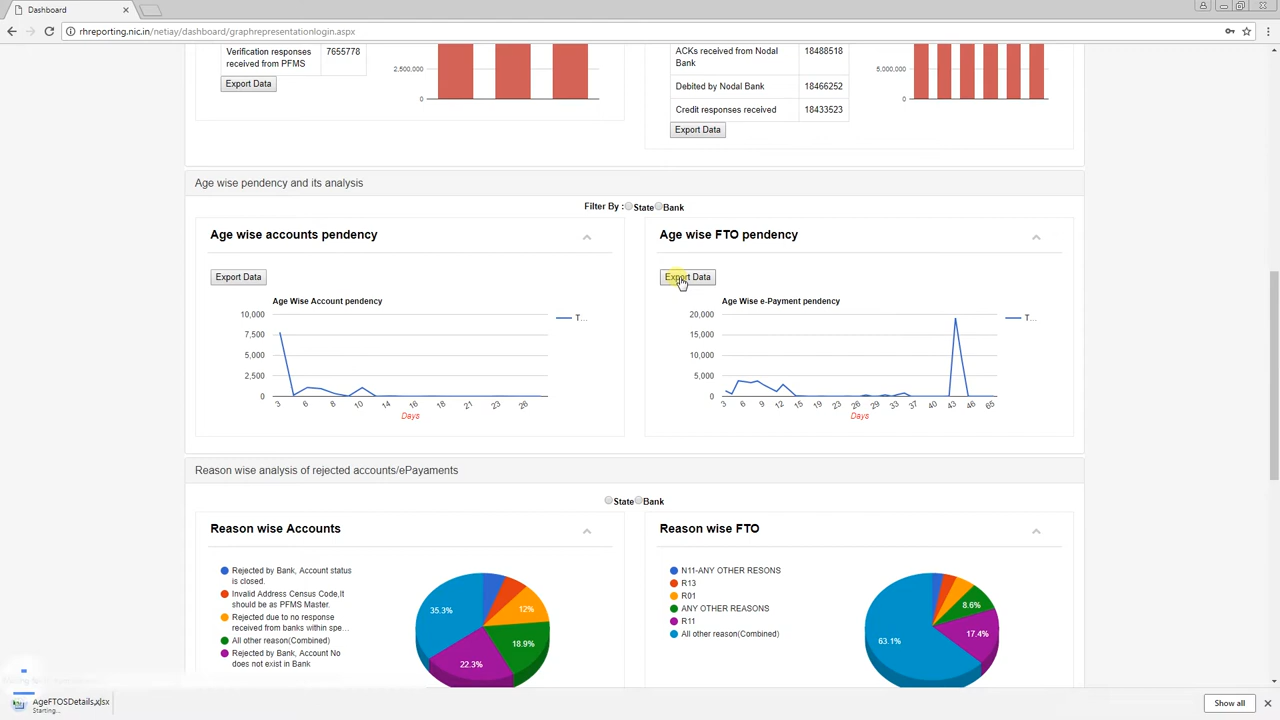 Dashboard
rhreporting.nic.in/netiay/dashboard/graphrepresentationlogin.aspx
Verification responses 7655778
received from PFMS
Export Data
2,500,000
0
ACKs received from Nodal 18488518
Bank
Debited by Nodal Bank 18466252
Credit responses received 18433523
Export Data
5,000,000
0
Age wise pendency and its analysis
Filter By : State Bank
Age wise accounts pendency
Export Data
Age Wise Account pendency
10,000
7,500
5,000
2,500
0
T...
3 6 8 10 14 16 18 21 23 26
Days
Age wise FTO pendency
Export Data
Age Wise e-Payment pendency
20,000
15,000
10,000
5,000
0
T...
3 6 9 12 15 19 23 26 29 33 37 40 43 46 65
Days
Reason wise analysis of rejected accounts/ePayaments
State Bank
Reason wise Accounts
Rejected by Bank, Account status
is closed.
Invalid Address Census Code,It
should be as PFMS Master.
Rejected due to no response
received from banks within spe...
All other reason(Combined)
Rejected by Bank, Account No
does not exist in Bank
35.3%
12%
18.9%
22.3%
Reason wise FTO
N11-ANY OTHER RESONS
R13
R01
ANY OTHER REASONS
R11
All other reason(Combined)
8.6%
17.4%
63.1%
AgeFTOSDetails.xlsx
Starting...
Show all